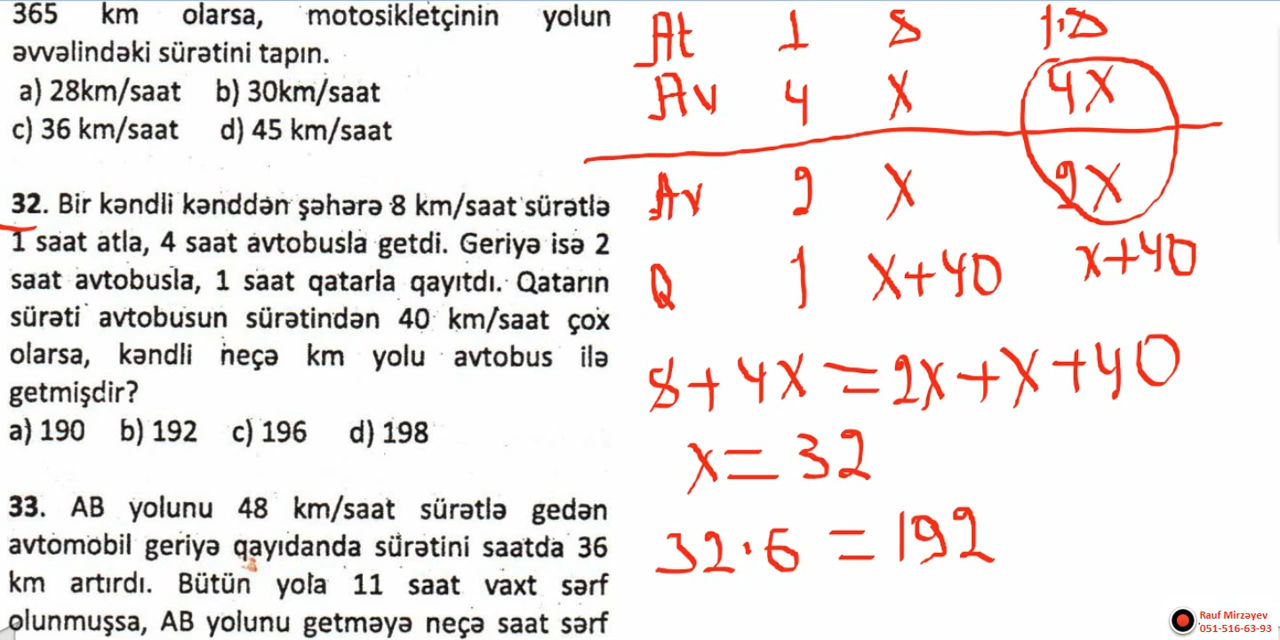 365 km olarsa, motosikletçinin yolun
əvvəlindəki sürətini tapın.
a) 28km/saat b) 30km/saat
c) 36 km/saat d) 45 km/saat
32. Bir kəndli kənddən şəhərə 8 km/saat sürətlə
1 saat atla, 4 saat avtobusla getdi. Geriyə isə 2
saat avtobusla, 1 saat qatarla qayıtdı. Qatarın
sürəti avtobusun sürətindən 40 km/saat çox
olarsa, kəndli neçə km yolu avtobus ilə
getmişdir?
a) 190 b) 192 c) 196 d) 198
33. AB yolunu 48 km/saat sürətlə gedən
avtomobil geriyə qayıdanda sürətini saatda 36
km artırdı. Bütün yola 11 saat vaxt sərf
olunmuşsa, AB yolunu getməyə neçə saat sərf
At 1 8 1·8
Av 4 x 4x
Av 2 x 2x
Q 1 x+40 x+40
8+4x=2x+x+40
x=32
32·6=192
Rauf Mirzəyev
051-516-63-93